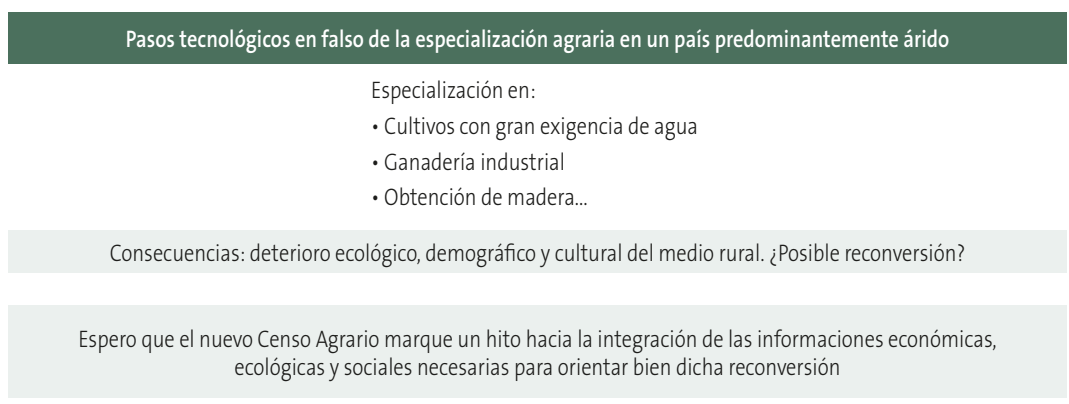 Pasos tecnológicos en falso de la especialización agraria en un país predominantemente árido
Especialización en:
• Cultivos con gran exigencia de agua
• Ganadería industrial
• Obtención de madera...
Consecuencias: deterioro ecológico, demográfico y cultural del medio rural. ¿Posible reconversión?
Espero que el nuevo Censo Agrario marque un hito hacia la integración de las informaciones económicas,
ecológicas y sociales necesarias para orientar bien dicha reconversión